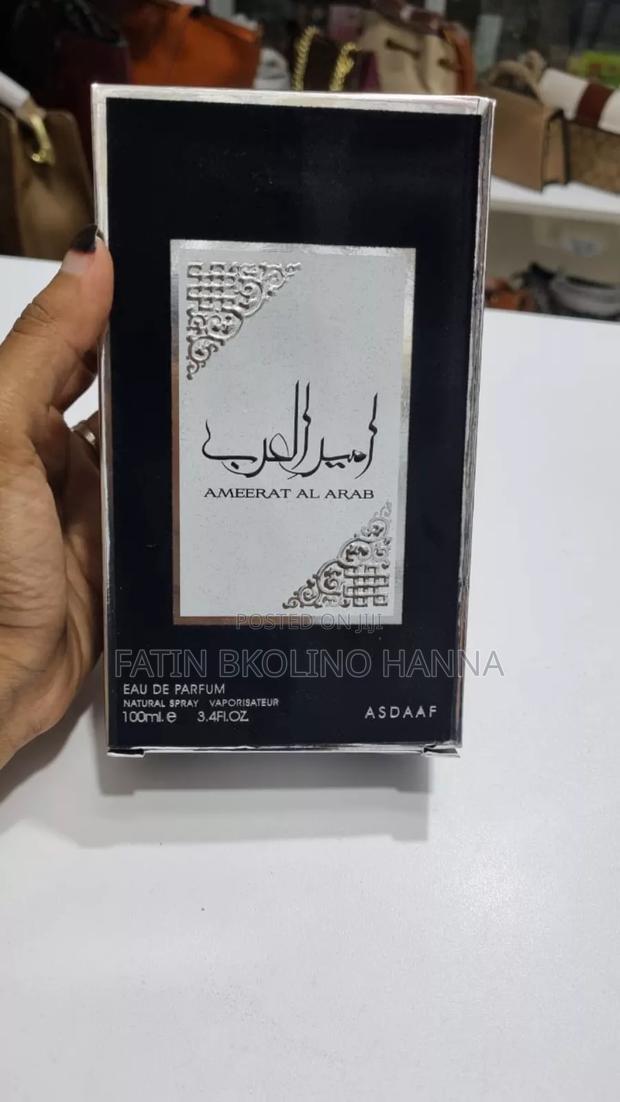 امير العرب
AMEERAT AL ARAB
POSTED ON JIJI
FATIN BKOLINO HANNA
EAU DE PARFUM
NATURAL SPRAY VAPORISATEUR
100ml.e 3.4Fl.OZ
ASDAAF